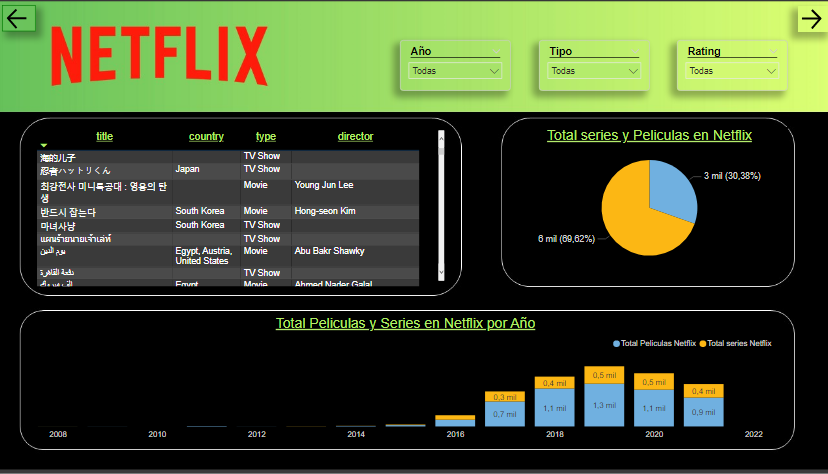 NETFLIX
Año
Todas
Tipo
Todas
Rating
Todas
title country type director
海的儿子 TV Show
忍者ハットリくん Japan TV Show
최강전사 미니특공대 : 영웅의 탄 Movie Young Jun Lee
생
반드시 잡는다 South Korea Movie Hong-seon Kim
마녀사냥 South Korea TV Show
แผนร้ายนายเจ้าเล่ห์ TV Show
يوم الدين Egypt, Austria, Movie Abu Bakr Shawky
United States
دفعة القاهرة TV Show
Egypt Movie Ahmed Nader Galal
Total series y Peliculas en Netflix
3 mil (30,38%)
6 mil (69,62%)
Total Peliculas y Series en Netflix por Año
Total Peliculas Netflix Total series Netflix
0,5 mil
0,4 mil 0,5 mil
0,3 mil 0,4 mil
0,7 mil 1,1 mil 1,3 mil 1,1 mil 0,9 mil
2008 2010 2012 2014 2016 2018 2020 2022